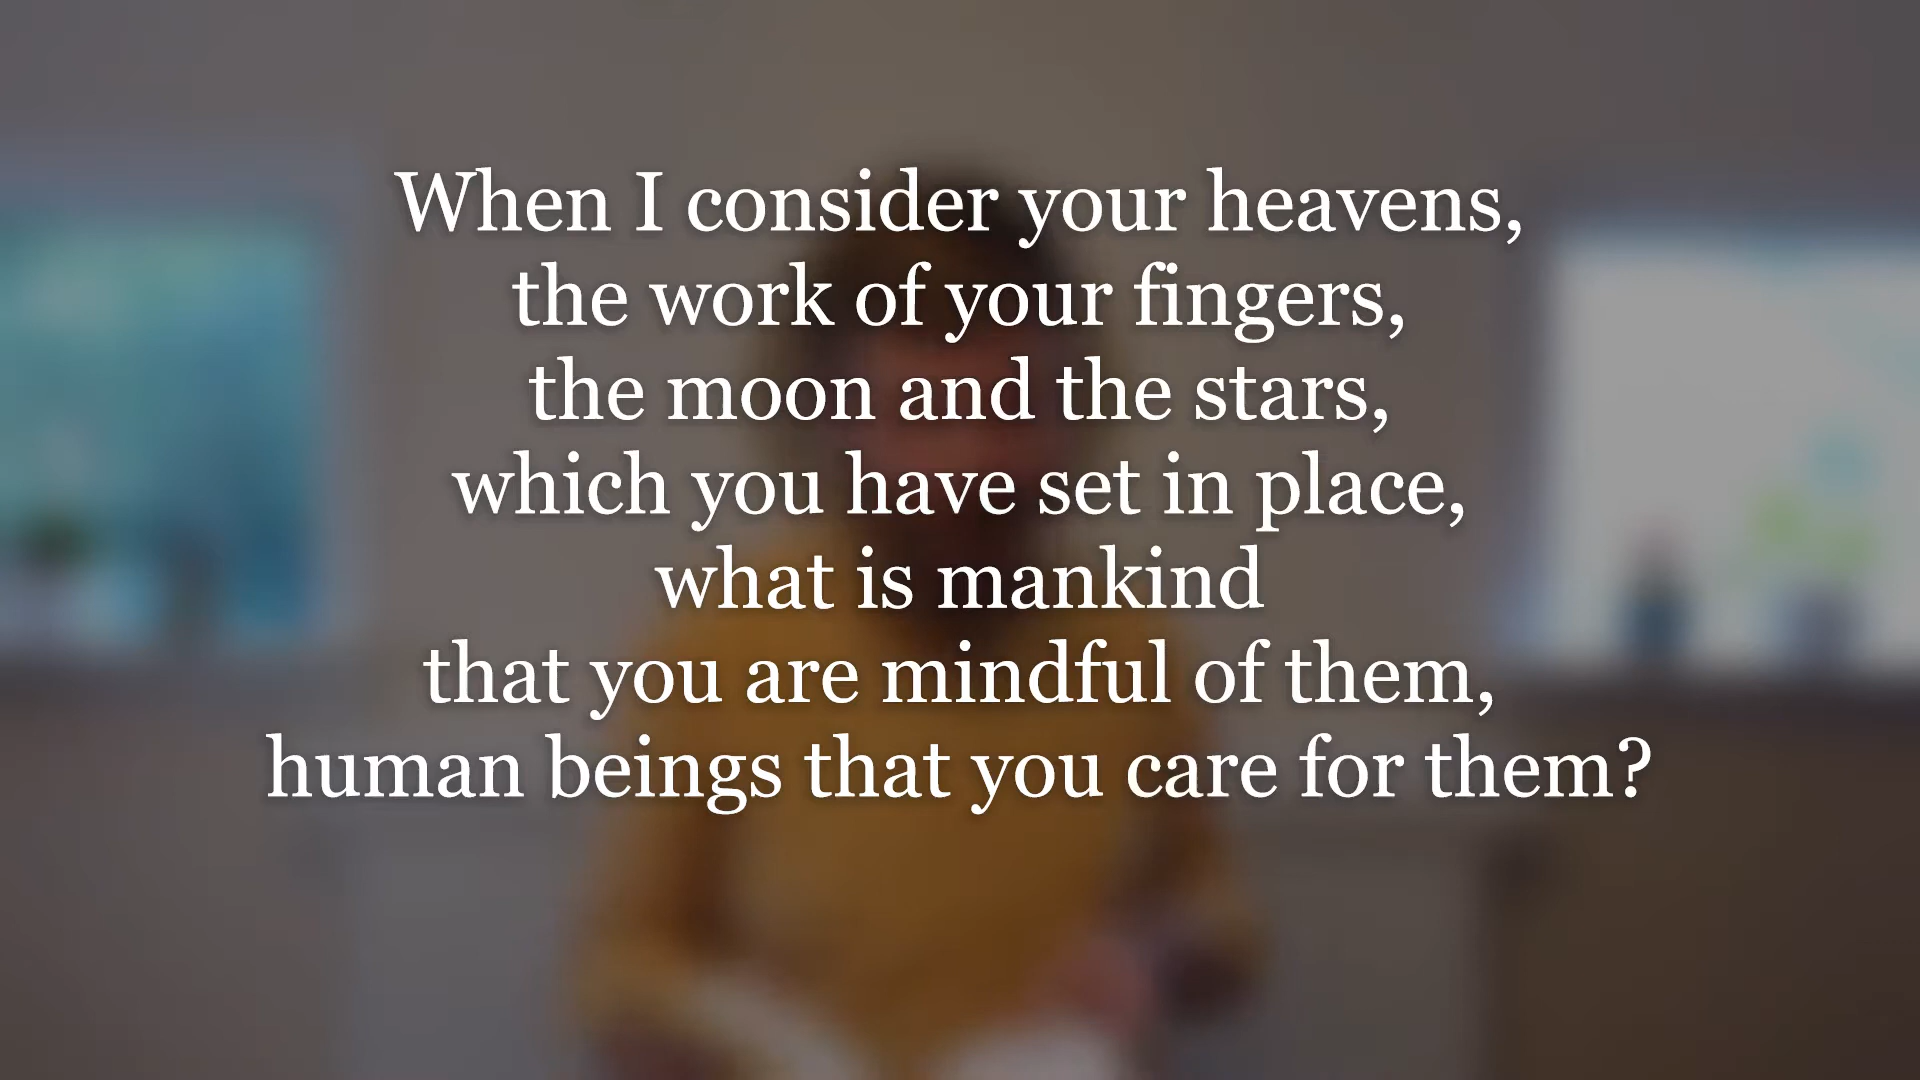 When I consider your heavens,
the work of your fingers,
the moon and the stars,
which you have set in place,
what is mankind
that you are mindful of them,
human beings that you care for them?